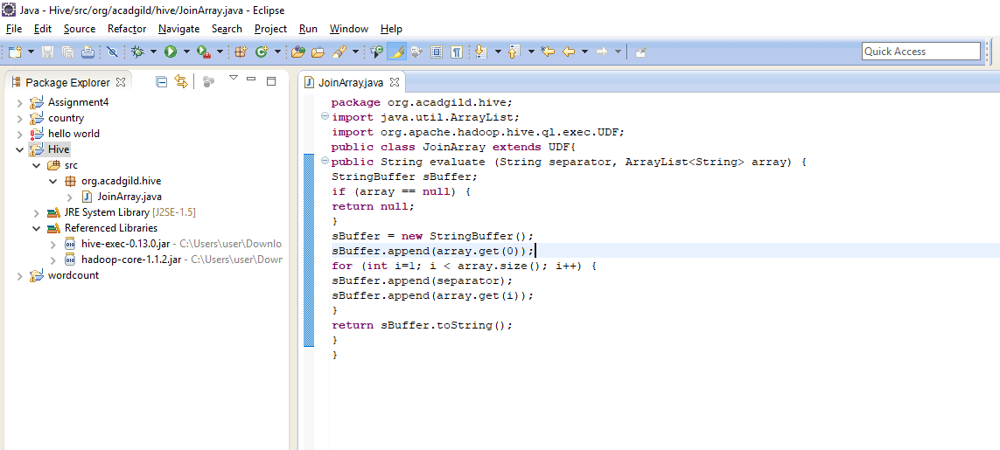 Java - Hive/src/org/acadgild/hive/JoinArray.java - Eclipse
File Edit Source Refactor Navigate Search Project Run Window Help
Quick Access
Package Explorer
Assignment4
country
hello world
Hive
src
org.acadgild.hive
JoinArray.java
JRE System Library [J2SE-1.5]
Referenced Libraries
hive-exec-0.13.0.jar - C:\Users\user\Downlo
hadoop-core-1.1.2.jar - C:\Users\user\Dowr
wordcount
JoinArray.java
package org.acadgild.hive;
import java.util.ArrayList;
import org.apache.hadoop.hive.ql.exec.UDF;
public class JoinArray extends UDF{
public String evaluate (String separator, ArrayList<String> array) {
StringBuffer sBuffer;
if (array == null) {
return null;
}
sBuffer = new StringBuffer();
sBuffer.append(array.get(0));
for (int i=1; i < array.size(); i++) {
sBuffer.append(separator);
sBuffer.append(array.get(i));
}
return sBuffer.toString();
}
}